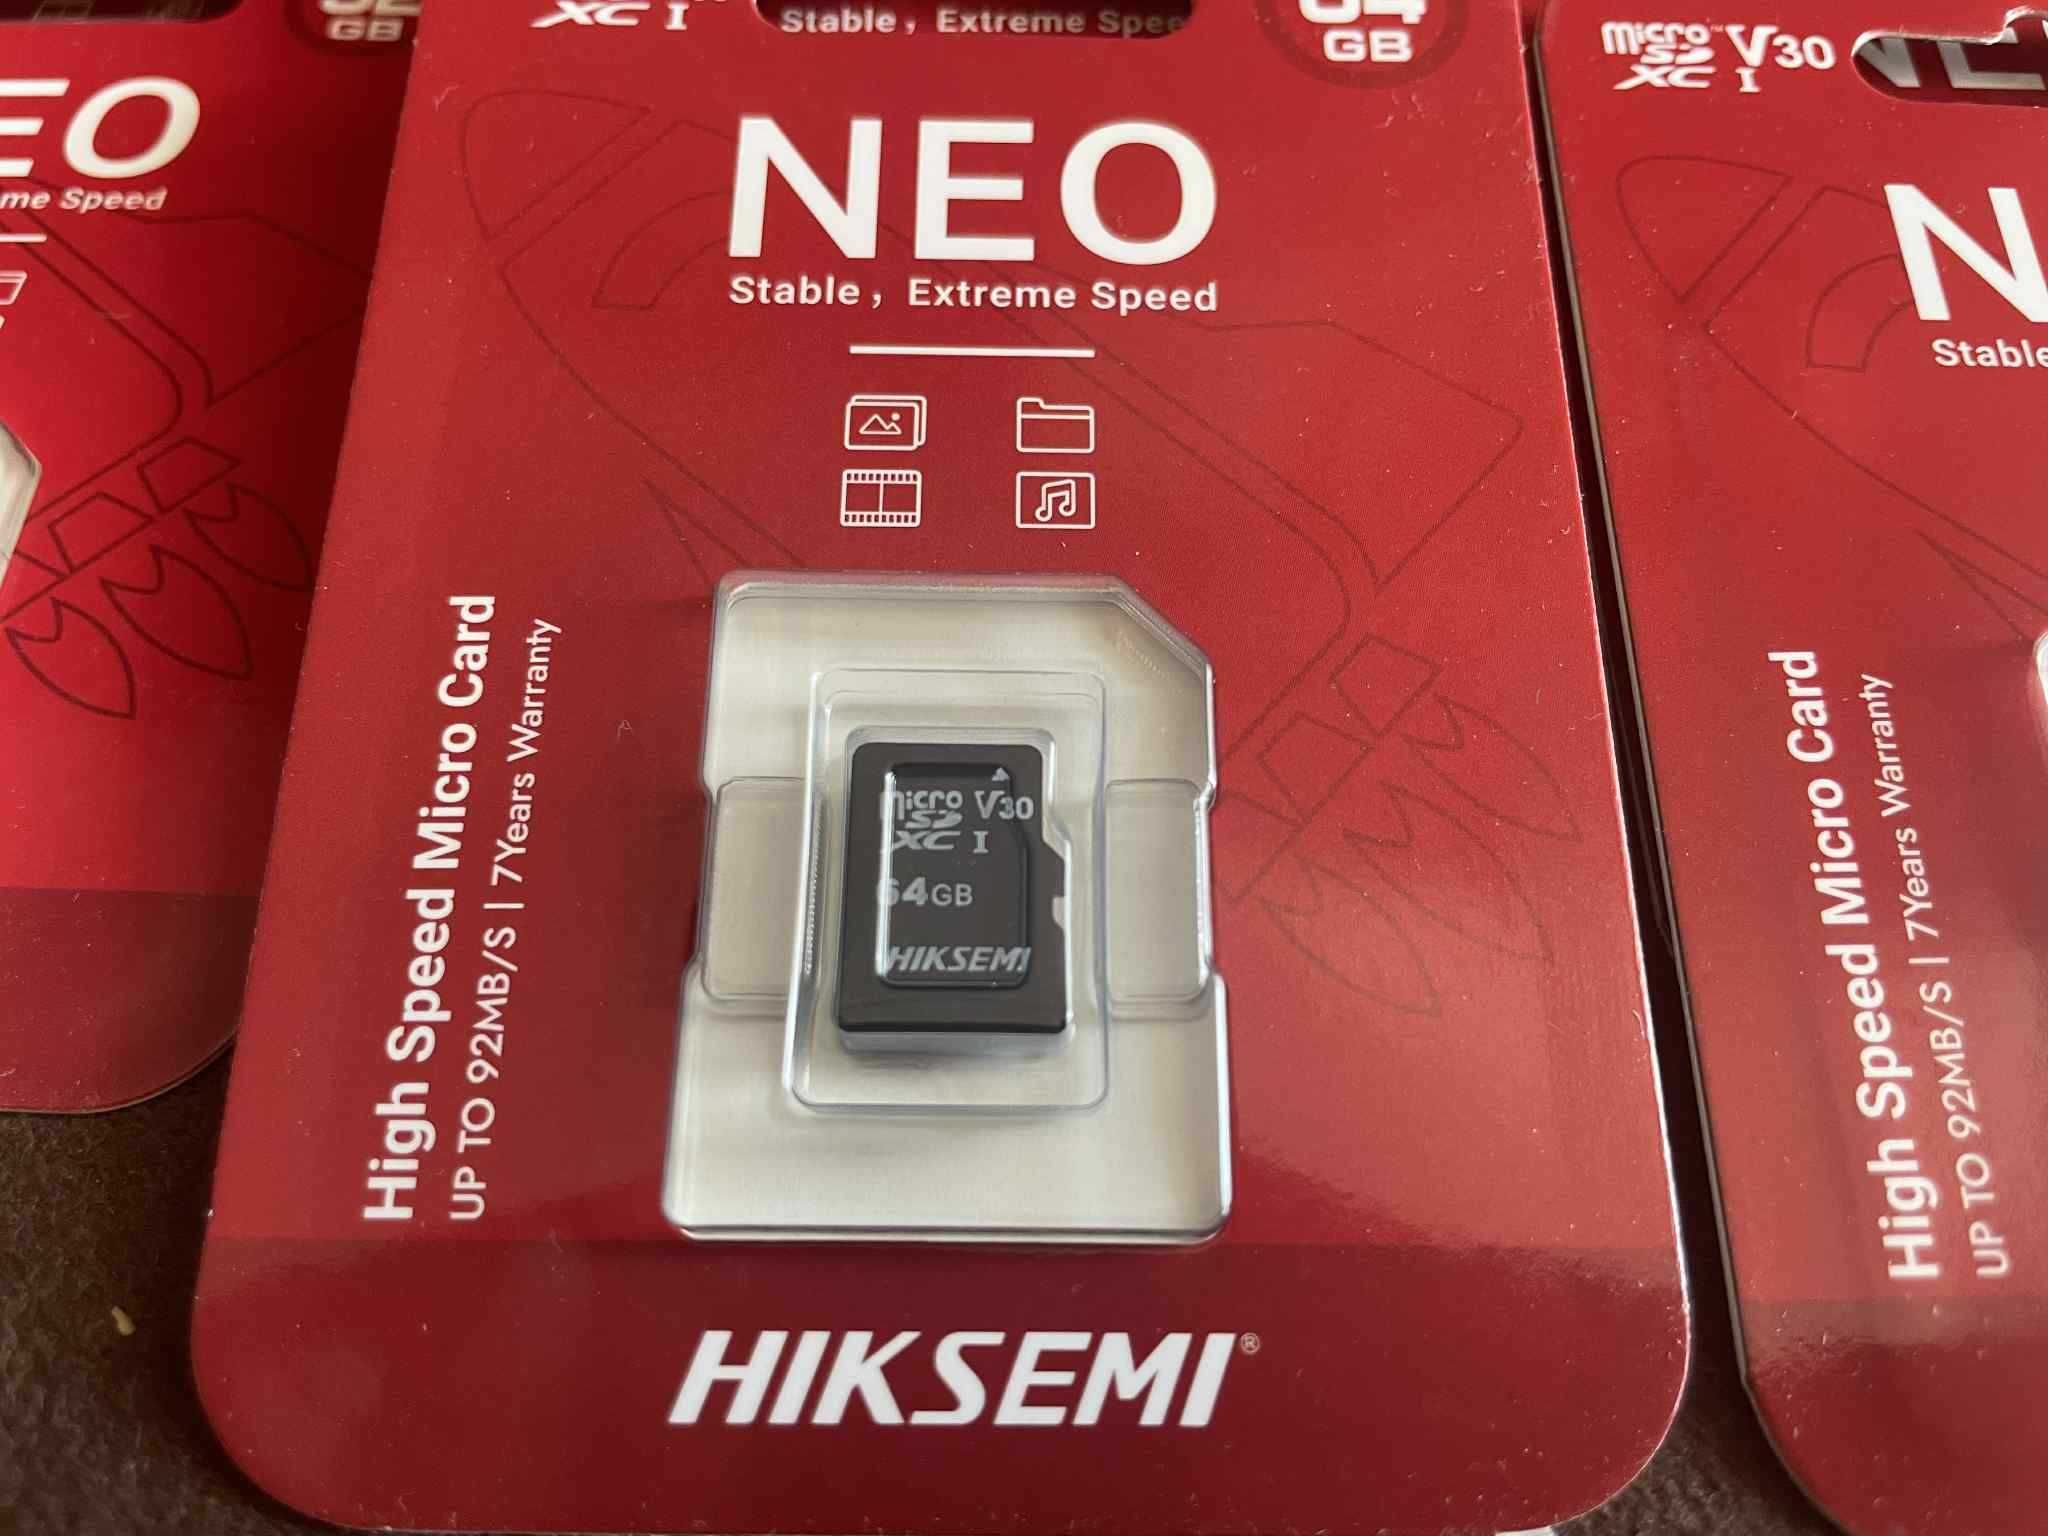 GB
EO
me Speed
XC I
Stable , Extreme Spee
64
GB
NEO
Stable , Extreme Speed
High Speed Micro Card
UP TO 92MB/S | 7Years Warranty
Micro
SD
XC I
V30
64GB
HIKSEMI
HIKSEMI®
Micro
SD
XC I
V30
NE
N
Stable
High Speed Micro Card
UP TO 92MB/S | 7Years Warranty